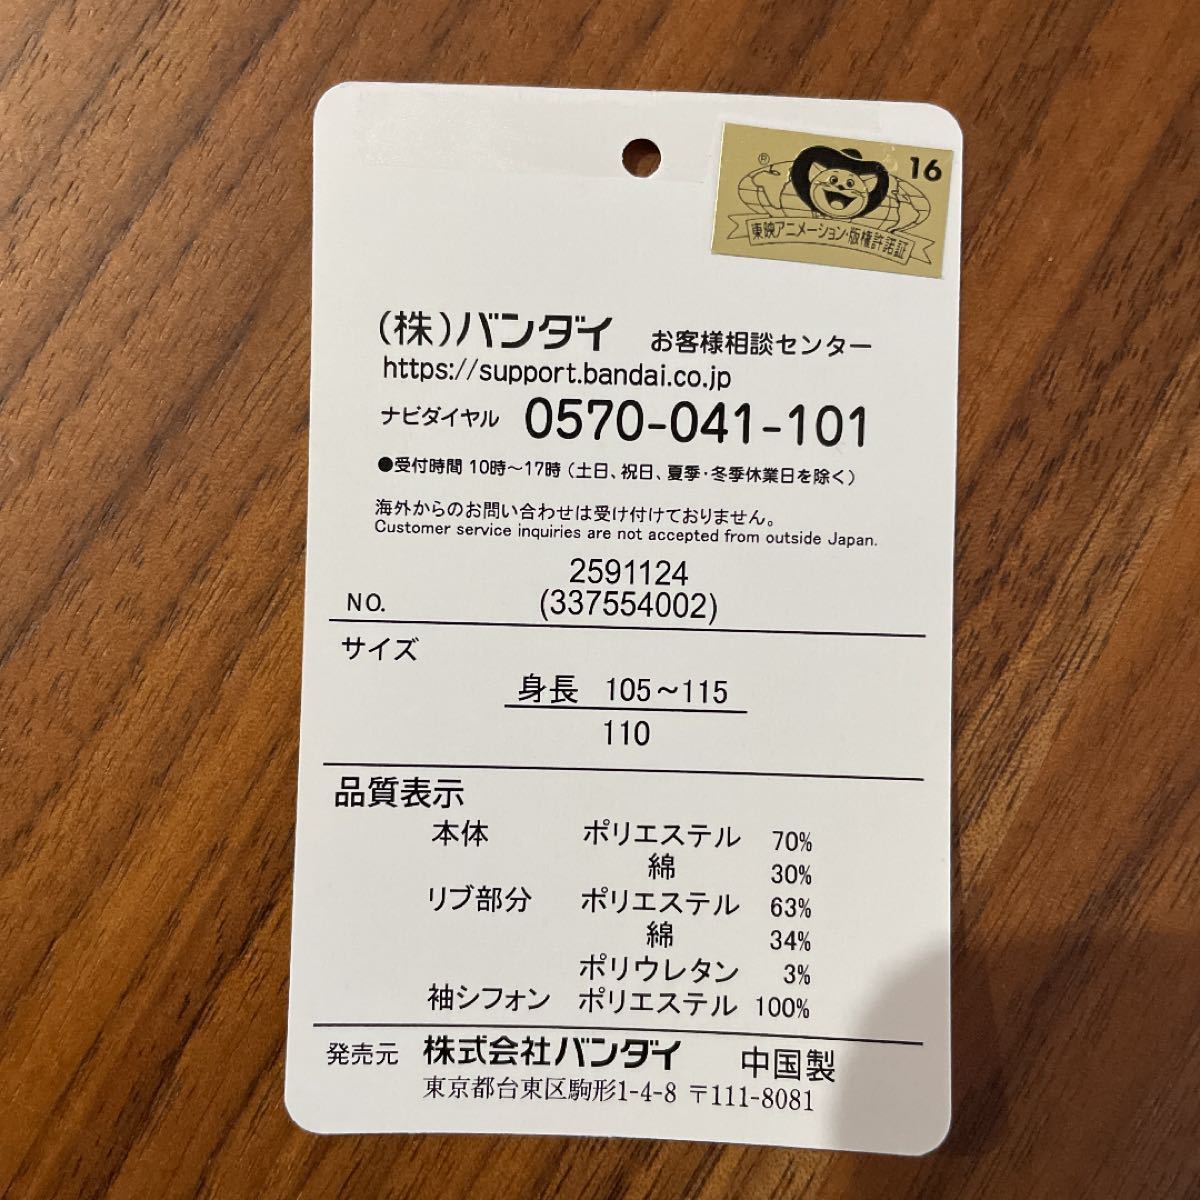 ® 16
東映アニメーション・版権許諾証
(株)バンダイ お客様相談センター
https://support.bandai.co.jp
ナビダイヤル 0570-041-101
●受付時間 10時～17時（土日、祝日、夏季・冬季休業日を除く）
海外からのお問い合わせは受け付けておりません。
Customer service inquiries are not accepted from outside Japan.
2591124
NO. (337554002)
サイズ
身長 105～115
110
品質表示
本体 ポリエステル 70%
綿 30%
リブ部分 ポリエステル 63%
綿 34%
ポリウレタン 3%
袖シフォン ポリエステル 100%
発売元 株式会社バンダイ 中国製
東京都台東区駒形1-4-8 〒111-8081